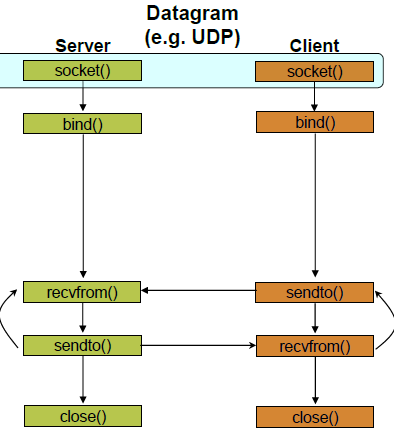 Datagram
(e.g. UDP)
Server
Client
socket()
socket()
bind()
bind()
recvfrom()
sendto()
sendto()
recvfrom()
close()
close()